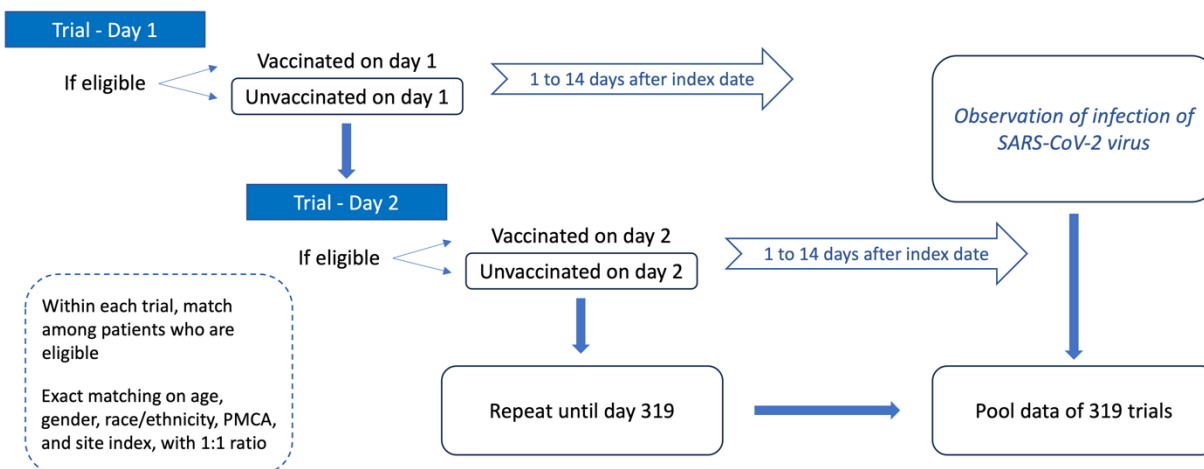 Trial - Day 1
If eligible
Vaccinated on day 1
Unvaccinated on day 1
1 to 14 days after index date
Observation of infection of
SARS-CoV-2 virus
Trial - Day 2
If eligible
Vaccinated on day 2
Unvaccinated on day 2
1 to 14 days after index date
Within each trial, match
among patients who are
eligible
Exact matching on age,
gender, race/ethnicity, PMCA,
and site index, with 1:1 ratio
Repeat until day 319
Pool data of 319 trials